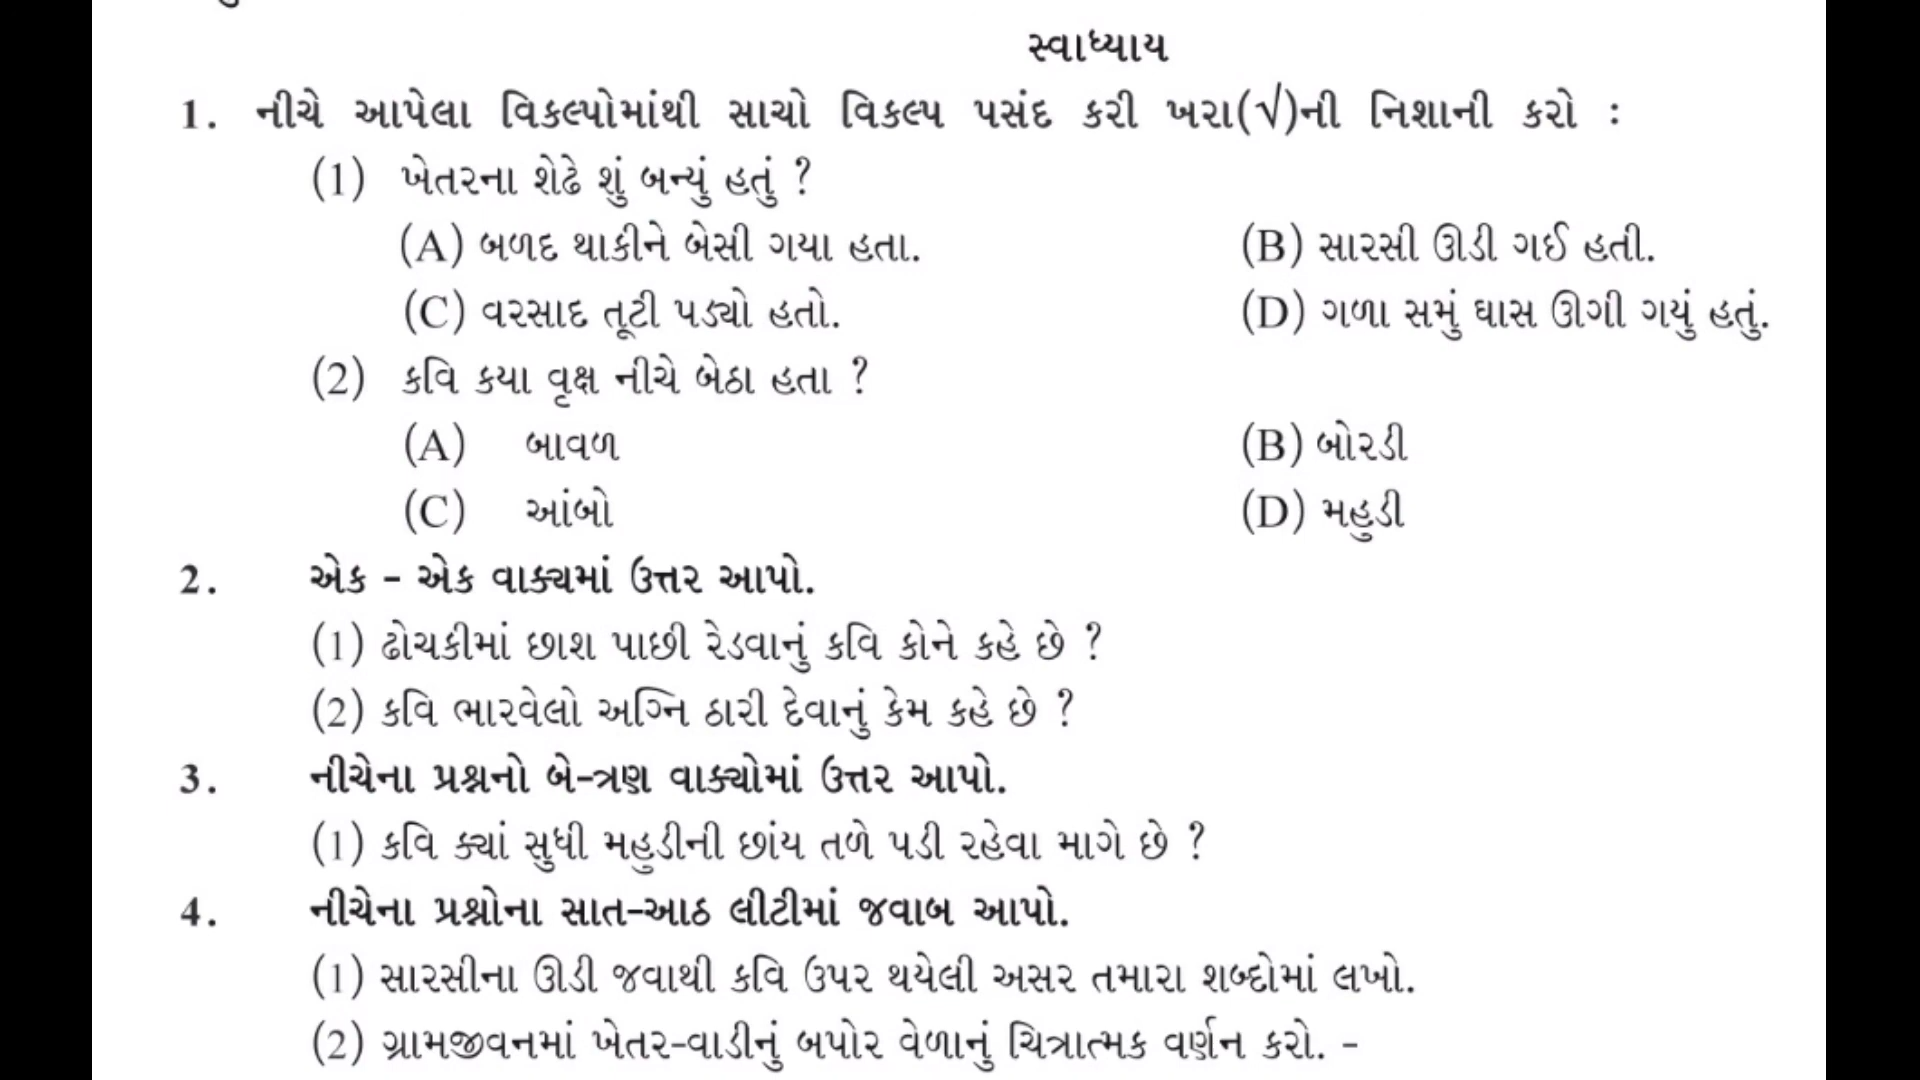 સ્વાધ્યાય
1. નીચે આપેલા વિકલ્પોમાંથી સાચો વિકલ્પ પસંદ કરી ખરા(√)ની નિશાની કરો :
(1) ખેતરના શેઢે શું બન્યું હતું ?
(A) બળદ થાકીને બેસી ગયા હતા. (B) સારસી ઊડી ગઈ હતી.
(C) વરસાદ તૂટી પડ્યો હતો. (D) ગળા સમું ઘાસ ઊગી ગયું હતું.
(2) કવિ કયા વૃક્ષ નીચે બેઠા હતા ?
(A) બાવળ (B) બોરડી
(C) આંબો (D) મહુડી
2. એક - એક વાક્યમાં ઉત્તર આપો.
(1) ઢોચકીમાં છાશ પાછી રેડવાનું કવિ કોને કહે છે ?
(2) કવિ ભારવેલો અગ્નિ ઠારી દેવાનું કેમ કહે છે ?
3. નીચેના પ્રશ્નનો બે-ત્રણ વાક્યોમાં ઉત્તર આપો.
(1) કવિ ક્યાં સુધી મહુડીની છાંય તળે પડી રહેવા માગે છે ?
4. નીચેના પ્રશ્નોના સાત-આઠ લીટીમાં જવાબ આપો.
(1) સારસીના ઊડી જવાથી કવિ ઉપર થયેલી અસર તમારા શબ્દોમાં લખો.
(2) ગ્રામજીવનમાં ખેતર-વાડીનું બપોર વેળાનું ચિત્રાત્મક વર્ણન કરો. -